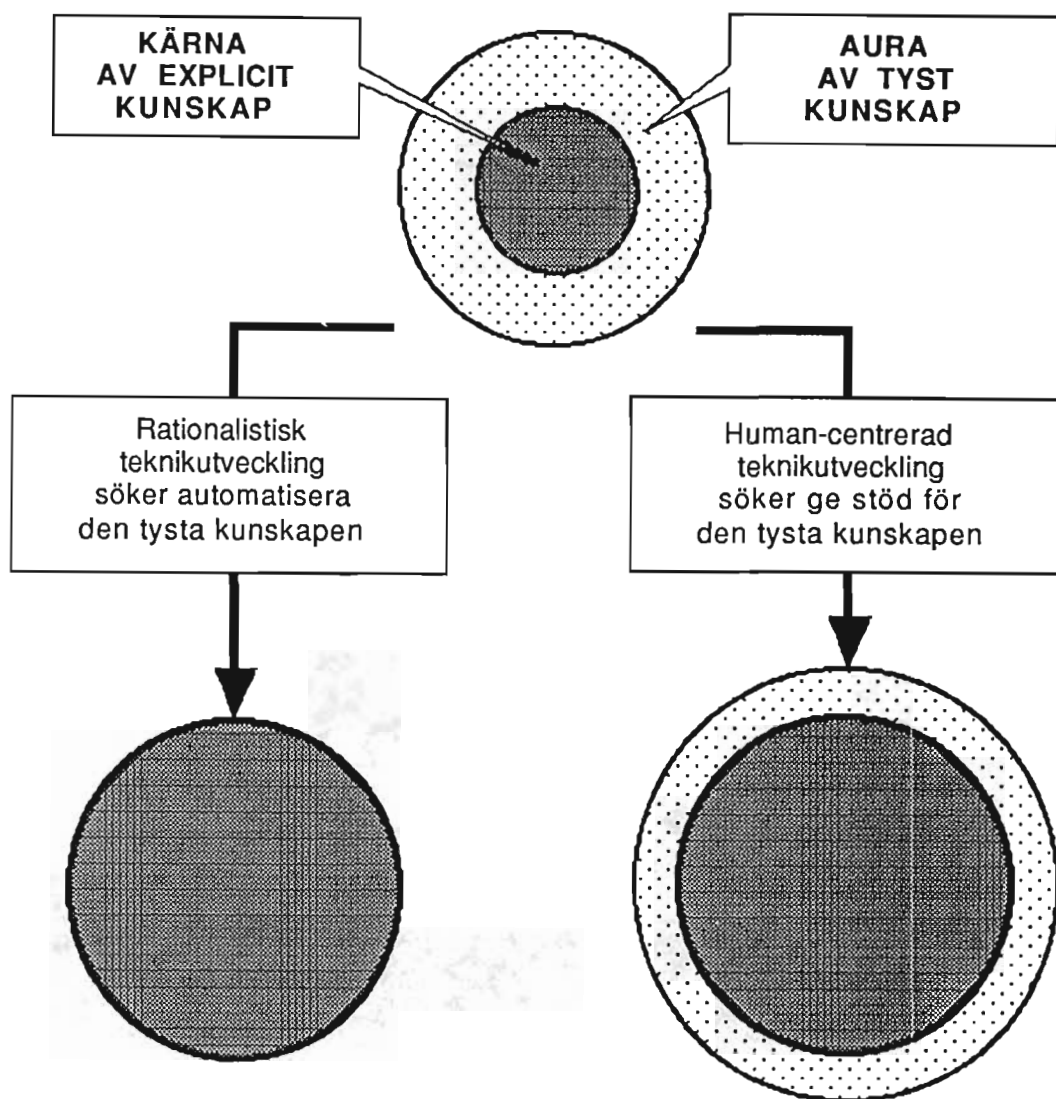 KÄRNA
AV EXPLICIT
KUNSKAP
AURA
AV TYST
KUNSKAP
Rationalistisk
teknikutveckling
söker automatisera
den tysta kunskapen
Human-centrerad
teknikutveckling
söker ge stöd för
den tysta kunskapen